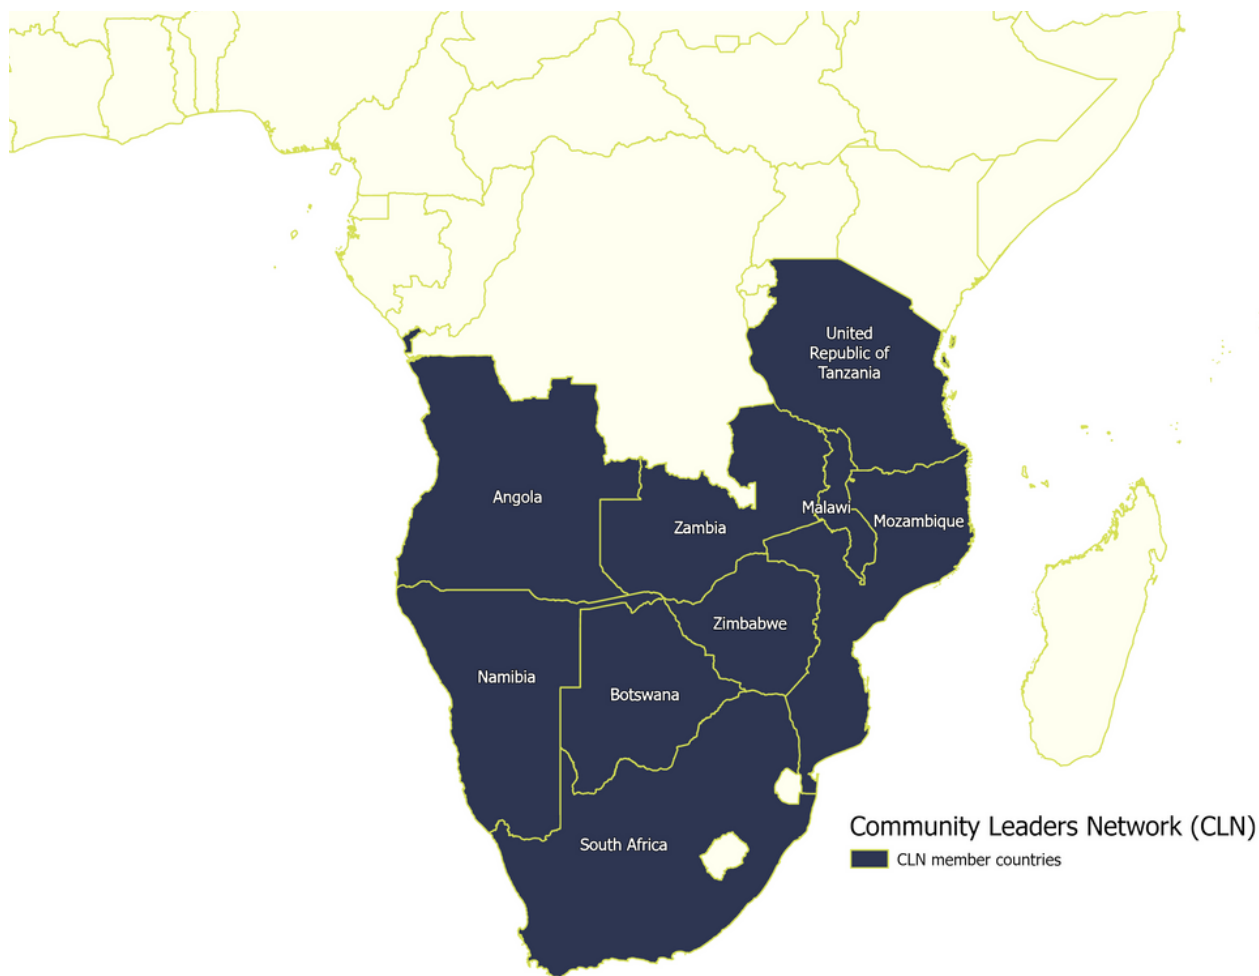 United
Republic of
Tanzania
Angola
Zambia
Malawi
Mozambique
Zimbabwe
Namibia
Botswana
South Africa
Community Leaders Network (CLN)
CLN member countries